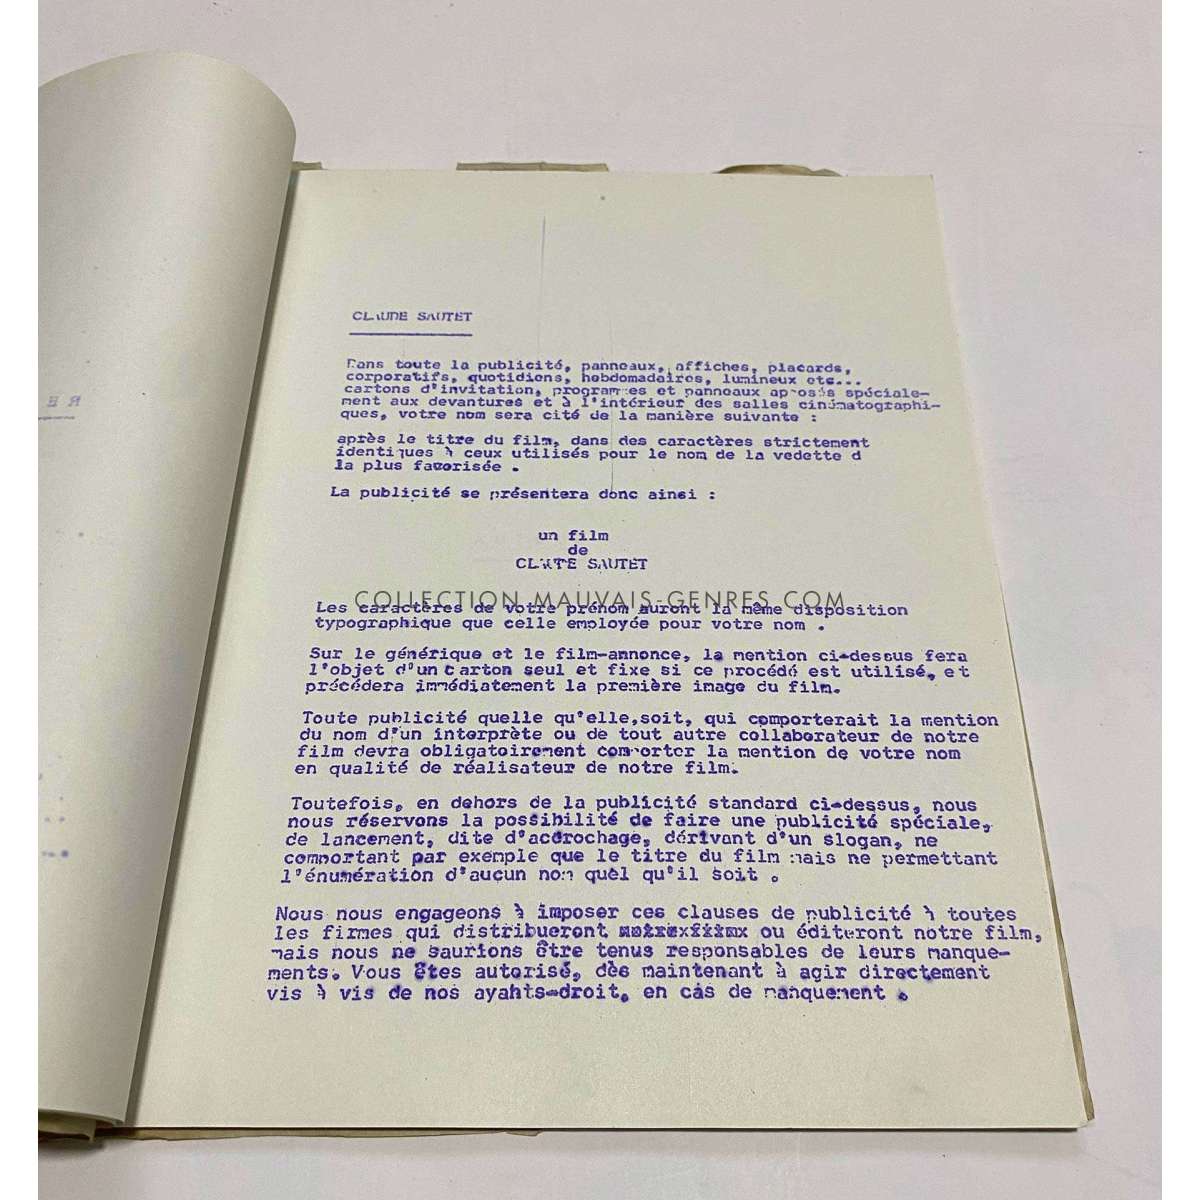 CLAUDE SAUTET
Dans toute la publicité, panneaux, affiches, placards,
corporatifs, quotidiens, hebdomadaires, lumineux etc...
cartons d'invitation, programmes et panneaux aposés spéciale-
ment aux devantures et à l'intérieur des salles cinématographi-
ques, votre nom sera cité de la manière suivante :
après le titre du film, dans des caractères strictement
identiques à ceux utilisés pour le nom de la vedette d
la plus favorisée .
La publicité se présentera donc ainsi :
un film
de
CLAUDE SAUTET
COLLECTION-MAUVAIS-GENRES.COM
Les caractères de votre prénom auront la même disposition
typographique que celle employée pour votre nom .
Sur le générique et le film-annonce, la mention ci-dessus fera
l'objet d'un carton seul et fixe si ce procédé est utilisé, et
précédera immédiatement la première image du film.
Toute publicité quelle qu'elle,soit, qui comporterait la mention
du nom d'un interprète ou de tout autre collaborateur de notre
film devra obligatoirement comporter la mention de votre nom
en qualité de réalisateur de notre film.
Toutefois, en dehors de la publicité standard ci-dessus, nous
nous réservons la possibilité de faire une publicité spéciale,
de lancement, dite d'accrochage, dérivant d'un slogan, ne
comportant par exemple que le titre du film mais ne permettant
l'énumération d'aucun nom quel qu'il soit .
Nous nous engageons à imposer ces clauses de publicité à toutes
les firmes qui distribueront ou éditeront notre film,
mais nous ne saurions être tenus responsables de leurs manque-
ments. Vous êtes autorisé, dès maintenant à agir directement
vis à vis de nos ayahts-droit, en cas de manquement .